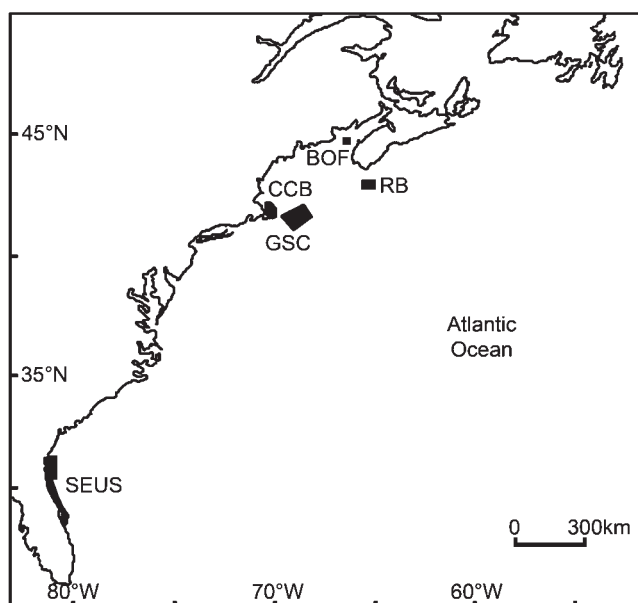 45°N
BOF
RB
CCB
GSC
Atlantic
Ocean
35°N
SEUS
0 300km
80°W 70°W 60°W